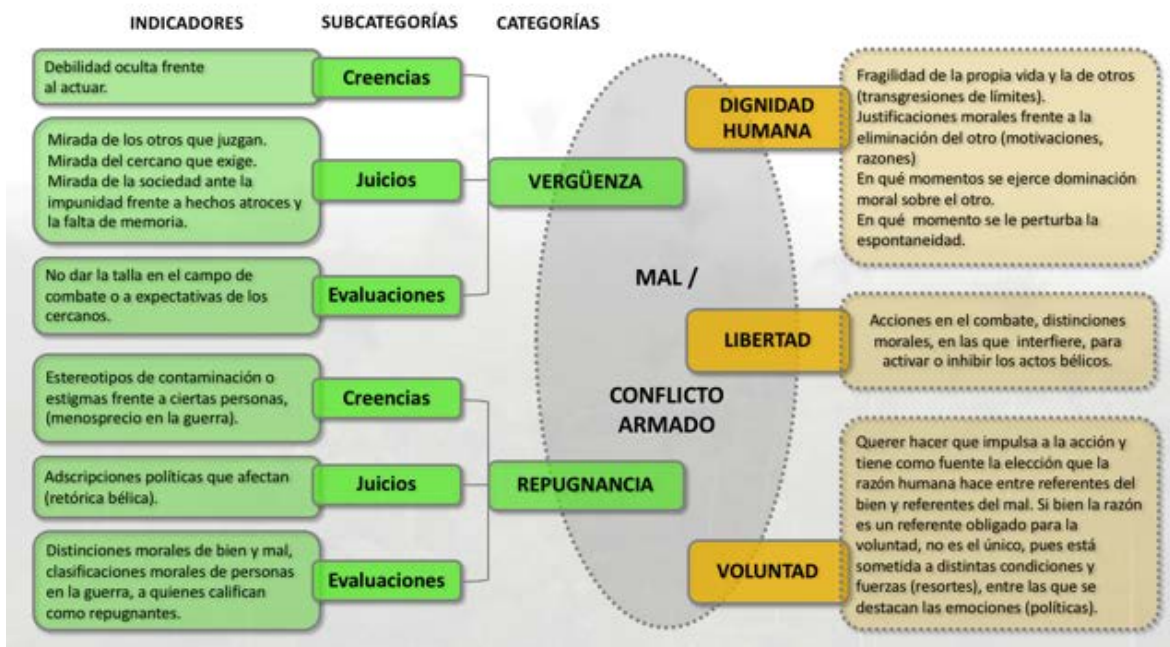 INDICADORES
SUBCATEGORÍAS
CATEGORÍAS
Debilidad oculta frente
al actuar.
Creencias
Mirada de los otros que juzgan.
Mirada del cercano que exige.
Mirada de la sociedad ante la
impunidad frente a hechos atroces y
la falta de memoria.
Juicios
No dar la talla en el campo de
combate o a expectativas de los
cercanos.
Evaluaciones
VERGÜENZA
Estereotipos de contaminación o
estigmas frente a ciertas personas,
(menosprecio en la guerra).
Creencias
Adscripciones políticas que afectan
(retórica bélica).
Juicios
Distinciones morales de bien y mal,
clasificaciones morales de personas
en la guerra, a quienes califican
como repugnantes.
Evaluaciones
REPUGNANCIA
MAL /
CONFLICTO
ARMADO
DIGNIDAD
HUMANA
Fragilidad de la propia vida y la de otros
(transgresiones de límites).
Justificaciones morales frente a la
eliminación del otro (motivaciones,
razones)
En qué momentos se ejerce dominación
moral sobre el otro.
En qué momento se le perturba la
espontaneidad.
LIBERTAD
Acciones en el combate, distinciones
morales, en las que interfiere, para
activar o inhibir los actos bélicos.
VOLUNTAD
Querer hacer que impulsa a la acción y
tiene como fuente la elección que la
razón humana hace entre referentes del
bien y referentes del mal. Si bien la razón
es un referente obligado para la
voluntad, no es el único, pues está
sometida a distintas condiciones y
fuerzas (resortes), entre las que se
destacan las emociones (políticas).